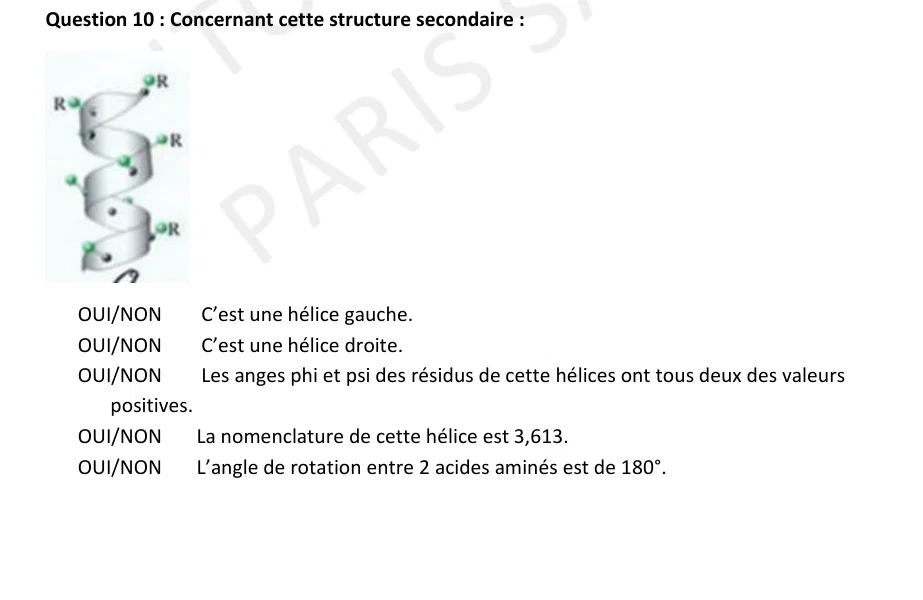 Question 10 : Concernant cette structure secondaire :
R
R
R
R
OUI/NON C’est une hélice gauche.
OUI/NON C’est une hélice droite.
OUI/NON Les anges phi et psi des résidus de cette hélices ont tous deux des valeurs
positives.
OUI/NON La nomenclature de cette hélice est 3,613.
OUI/NON L’angle de rotation entre 2 acides aminés est de 180°.
PARIS